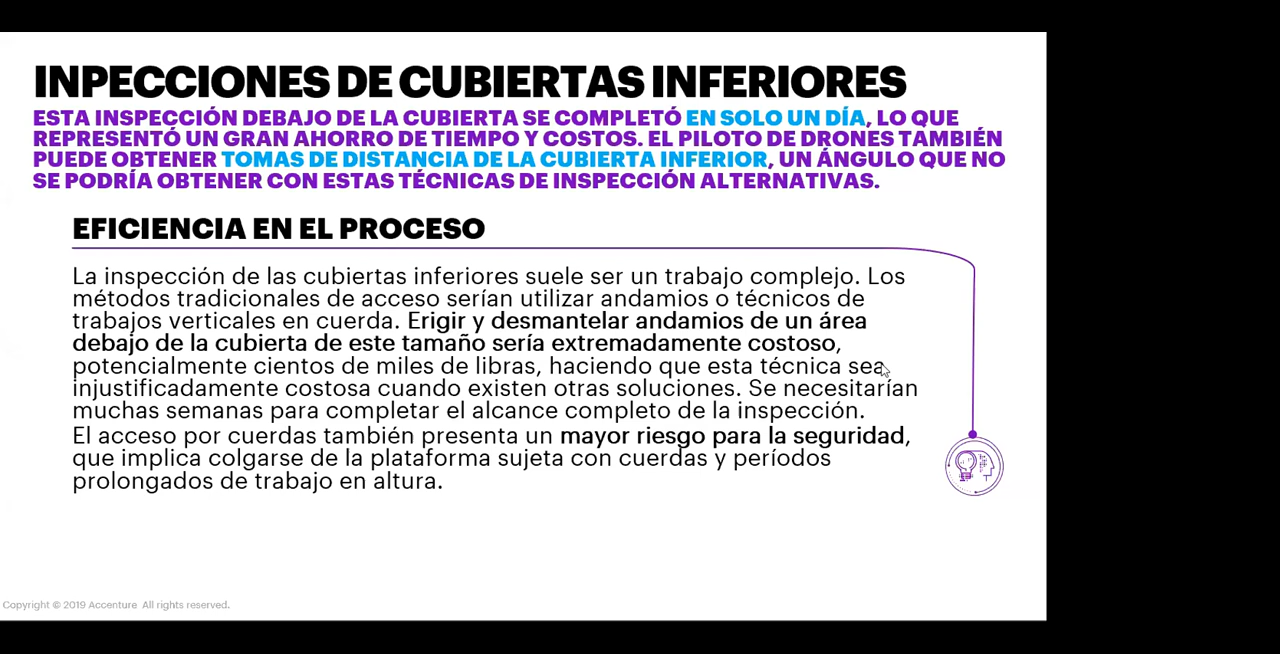 INPECCIONES DE CUBIERTAS INFERIORES
ESTA INSPECCIÓN DEBAJO DE LA CUBIERTA SE COMPLETÓ EN SOLO UN DÍA, LO QUE
REPRESENTÓ UN GRAN AHORRO DE TIEMPO Y COSTOS. EL PILOTO DE DRONES TAMBIÉN
PUEDE OBTENER TOMAS DE DISTANCIA DE LA CUBIERTA INFERIOR, UN ÁNGULO QUE NO
SE PODRÍA OBTENER CON ESTAS TÉCNICAS DE INSPECCIÓN ALTERNATIVAS.
EFICIENCIA EN EL PROCESO
La inspección de las cubiertas inferiores suele ser un trabajo complejo. Los
métodos tradicionales de acceso serían utilizar andamios o técnicos de
trabajos verticales en cuerda. Erigir y desmantelar andamios de un área
debajo de la cubierta de este tamaño sería extremadamente costoso,
potencialmente cientos de miles de libras, haciendo que esta técnica sea
injustificadamente costosa cuando existen otras soluciones. Se necesitarían
muchas semanas para completar el alcance completo de la inspección.
El acceso por cuerdas también presenta un mayor riesgo para la seguridad,
que implica colgarse de la plataforma sujeta con cuerdas y períodos
prolongados de trabajo en altura.
Copyright © 2019 Accenture All rights reserved.